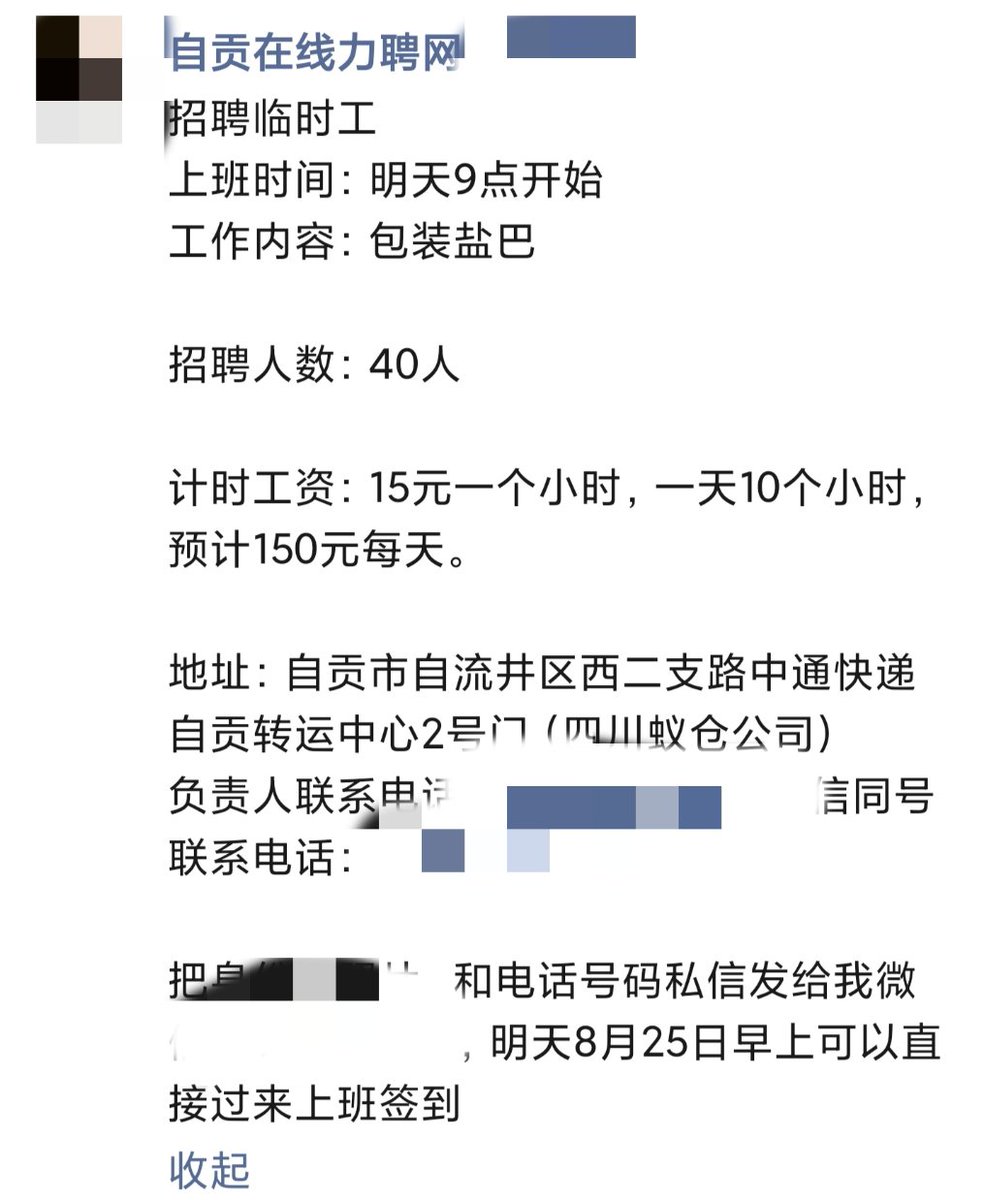 自贡在线力聘网
招聘临时工
上班时间：明天9点开始
工作内容：包装盐巴
招聘人数：40人
计时工资：15元一个小时，一天10个小时，
预计150元每天。
地址：自贡市自流井区西二支路中通快递
自贡转运中心2号门（四川蚁仓公司）
负责人联系电话 信同号
联系电话：
把 和电话号码私信发给我微
，明天8月25日早上可以直
接过来上班签到
收起